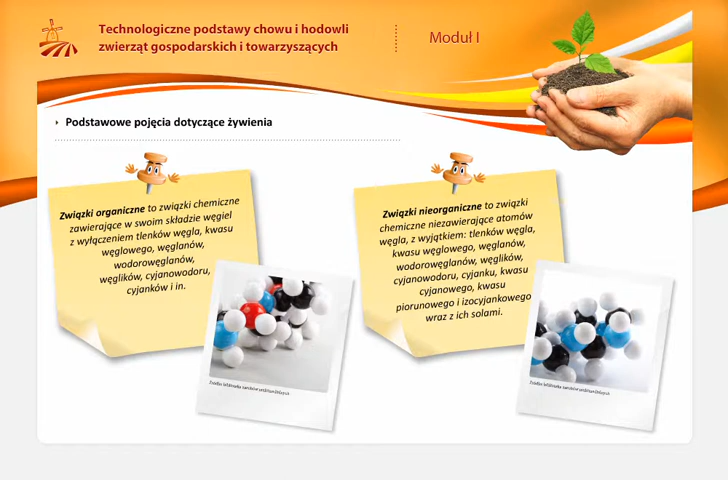 Technologiczne podstawy chowu i hodowli
zwierząt gospodarskich i towarzyszących
Moduł I
Podstawowe pojęcia dotyczące żywienia
Związki organiczne to związki chemiczne
zawierające w swoim składzie węgiel
z wyłączeniem tlenków węgla, kwasu
węglowego, węglanów,
wodorowęglanów,
węglików, cyjanowodoru,
cyjanków i in.
Związki nieorganiczne to związki
chemiczne niezawierające atomów
węgla, z wyjątkiem: tlenków węgla,
kwasu węglowego, węglanów,
wodorowęglanów, węglików,
cyjanowodoru, cyjanku, kwasu
cyjanowego, kwasu
piorunowego i izocyjankowego
wraz z ich solami.